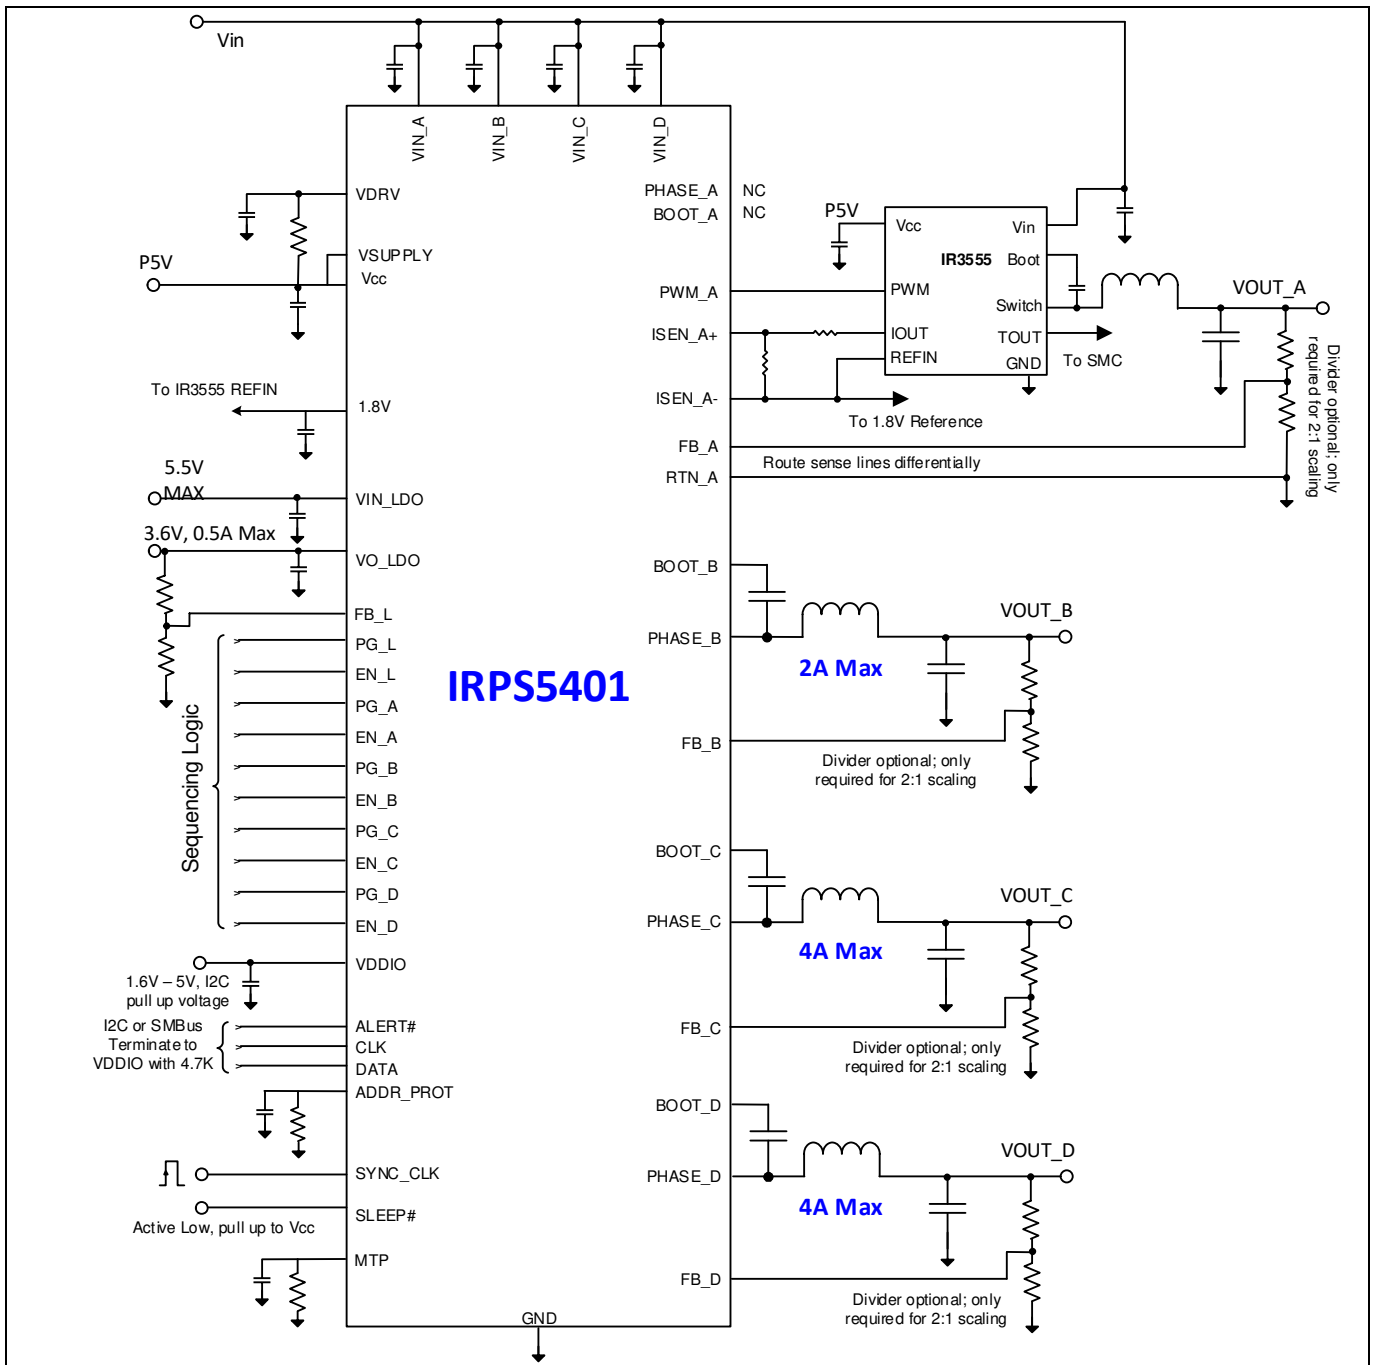 Vin
VIN_A
VIN_B
VIN_C
VIN_D
VDRV
VSUPPLY
Vcc
P5V
To IR3555 REFIN
1.8V
5.5V
MAX
VIN_LDO
3.6V, 0.5A Max
VO_LDO
FB_L
PG_L
EN_L
PG_A
EN_A
PG_B
EN_B
PG_C
EN_C
PG_D
EN_D
Sequencing Logic
VDDIO
1.6V – 5V, I2C
pull up voltage
I2C or SMBus
Terminate to
VDDIO with 4.7K
ALERT#
CLK
DATA
ADDR_PROT
SYNC_CLK
SLEEP#
Active Low, pull up to Vcc
MTP
GND
IRPS5401
PHASE_A
NC
BOOT_A
NC
PWM_A
ISEN_A+
ISEN_A-
FB_A
RTN_A
P5V
Vcc
Vin
IR3555
Boot
PWM
Switch
IOUT
TOUT
REFIN
GND
To SMC
To 1.8V Reference
Route sense lines differentially
VOUT_A
Divider optional; only
required for 2:1 scaling
BOOT_B
PHASE_B
VOUT_B
2A Max
FB_B
Divider optional; only
required for 2:1 scaling
BOOT_C
PHASE_C
VOUT_C
4A Max
FB_C
Divider optional; only
required for 2:1 scaling
BOOT_D
PHASE_D
VOUT_D
4A Max
FB_D
Divider optional; only
required for 2:1 scaling